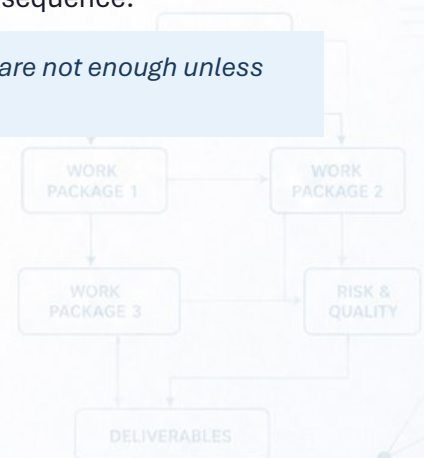 sequence.
are not enough unless
WORK
PACKAGE 1
WORK
PACKAGE 2
WORK
PACKAGE 3
RISK &
QUALITY
DELIVERABLES